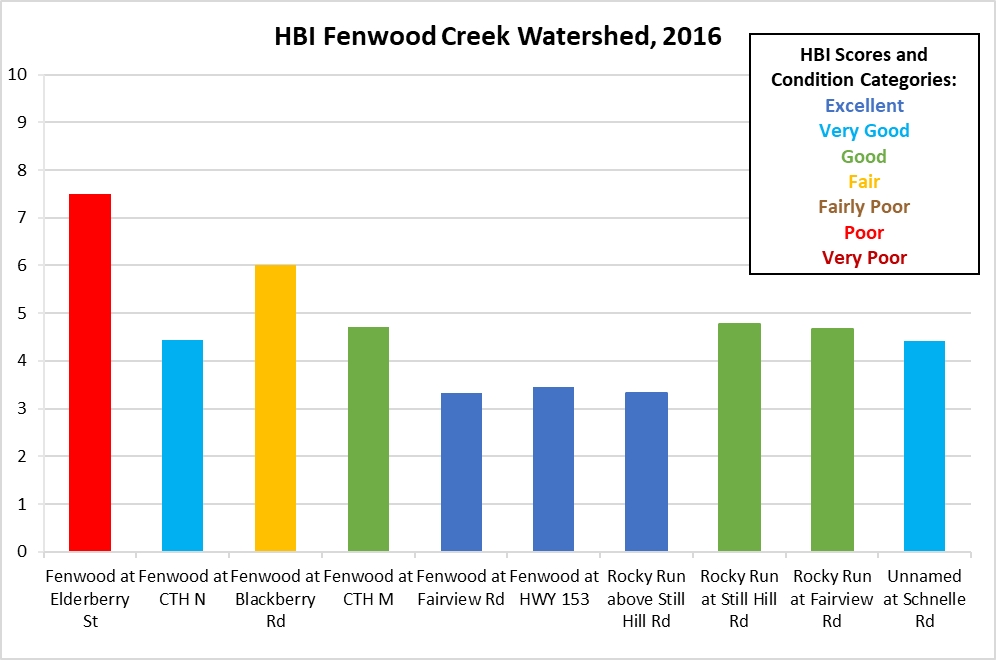 HBI Fenwood Creek Watershed, 2016
HBI Scores and
Condition Categories:
Excellent
Very Good
Good
Fair
Fairly Poor
Poor
Very Poor
10
9
8
7
6
5
4
3
2
1
0
Fenwood at
Elderberry
St
Fenwood at
CTH N
Fenwood at
Blackberry
Rd
Fenwood at
CTH M
Fenwood at
Fairview Rd
Fenwood at
HWY 153
Rocky Run
above Still
Hill Rd
Rocky Run
at Still Hill
Rd
Rocky Run
at Fairview
Rd
Unnamed
at Schnelle
Rd